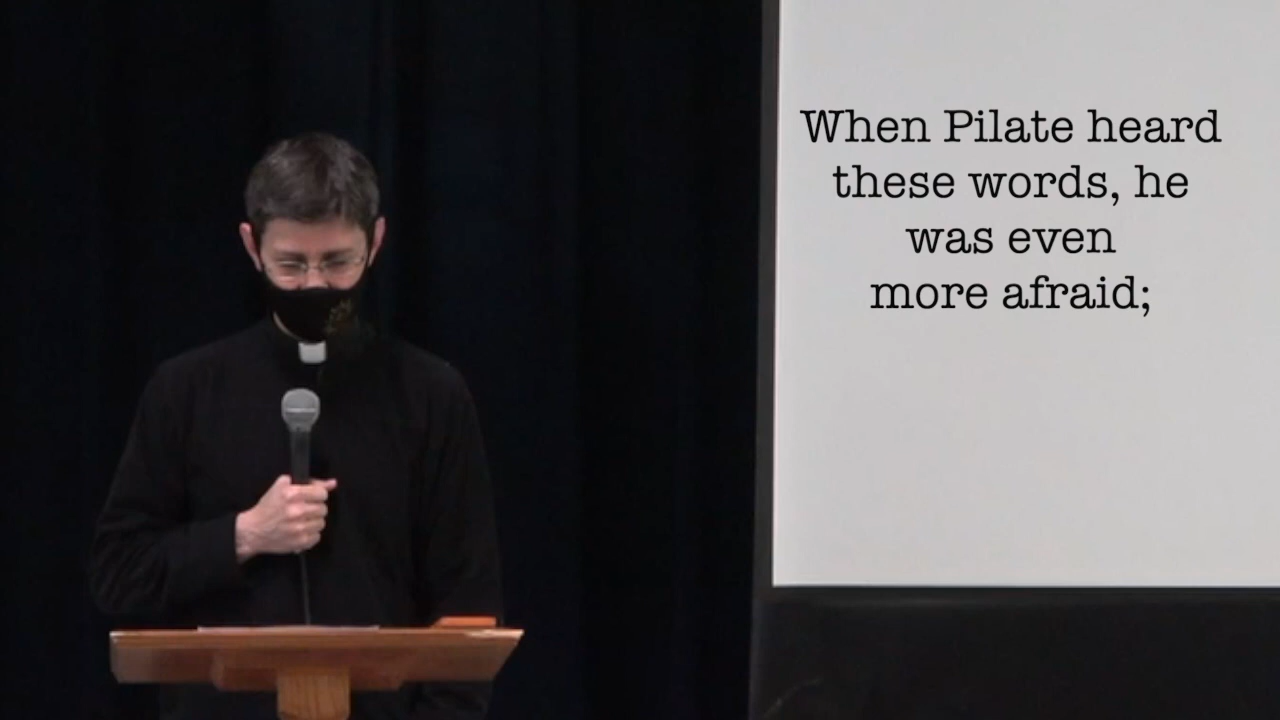 When Pilate heard
these words, he
was even
more afraid;